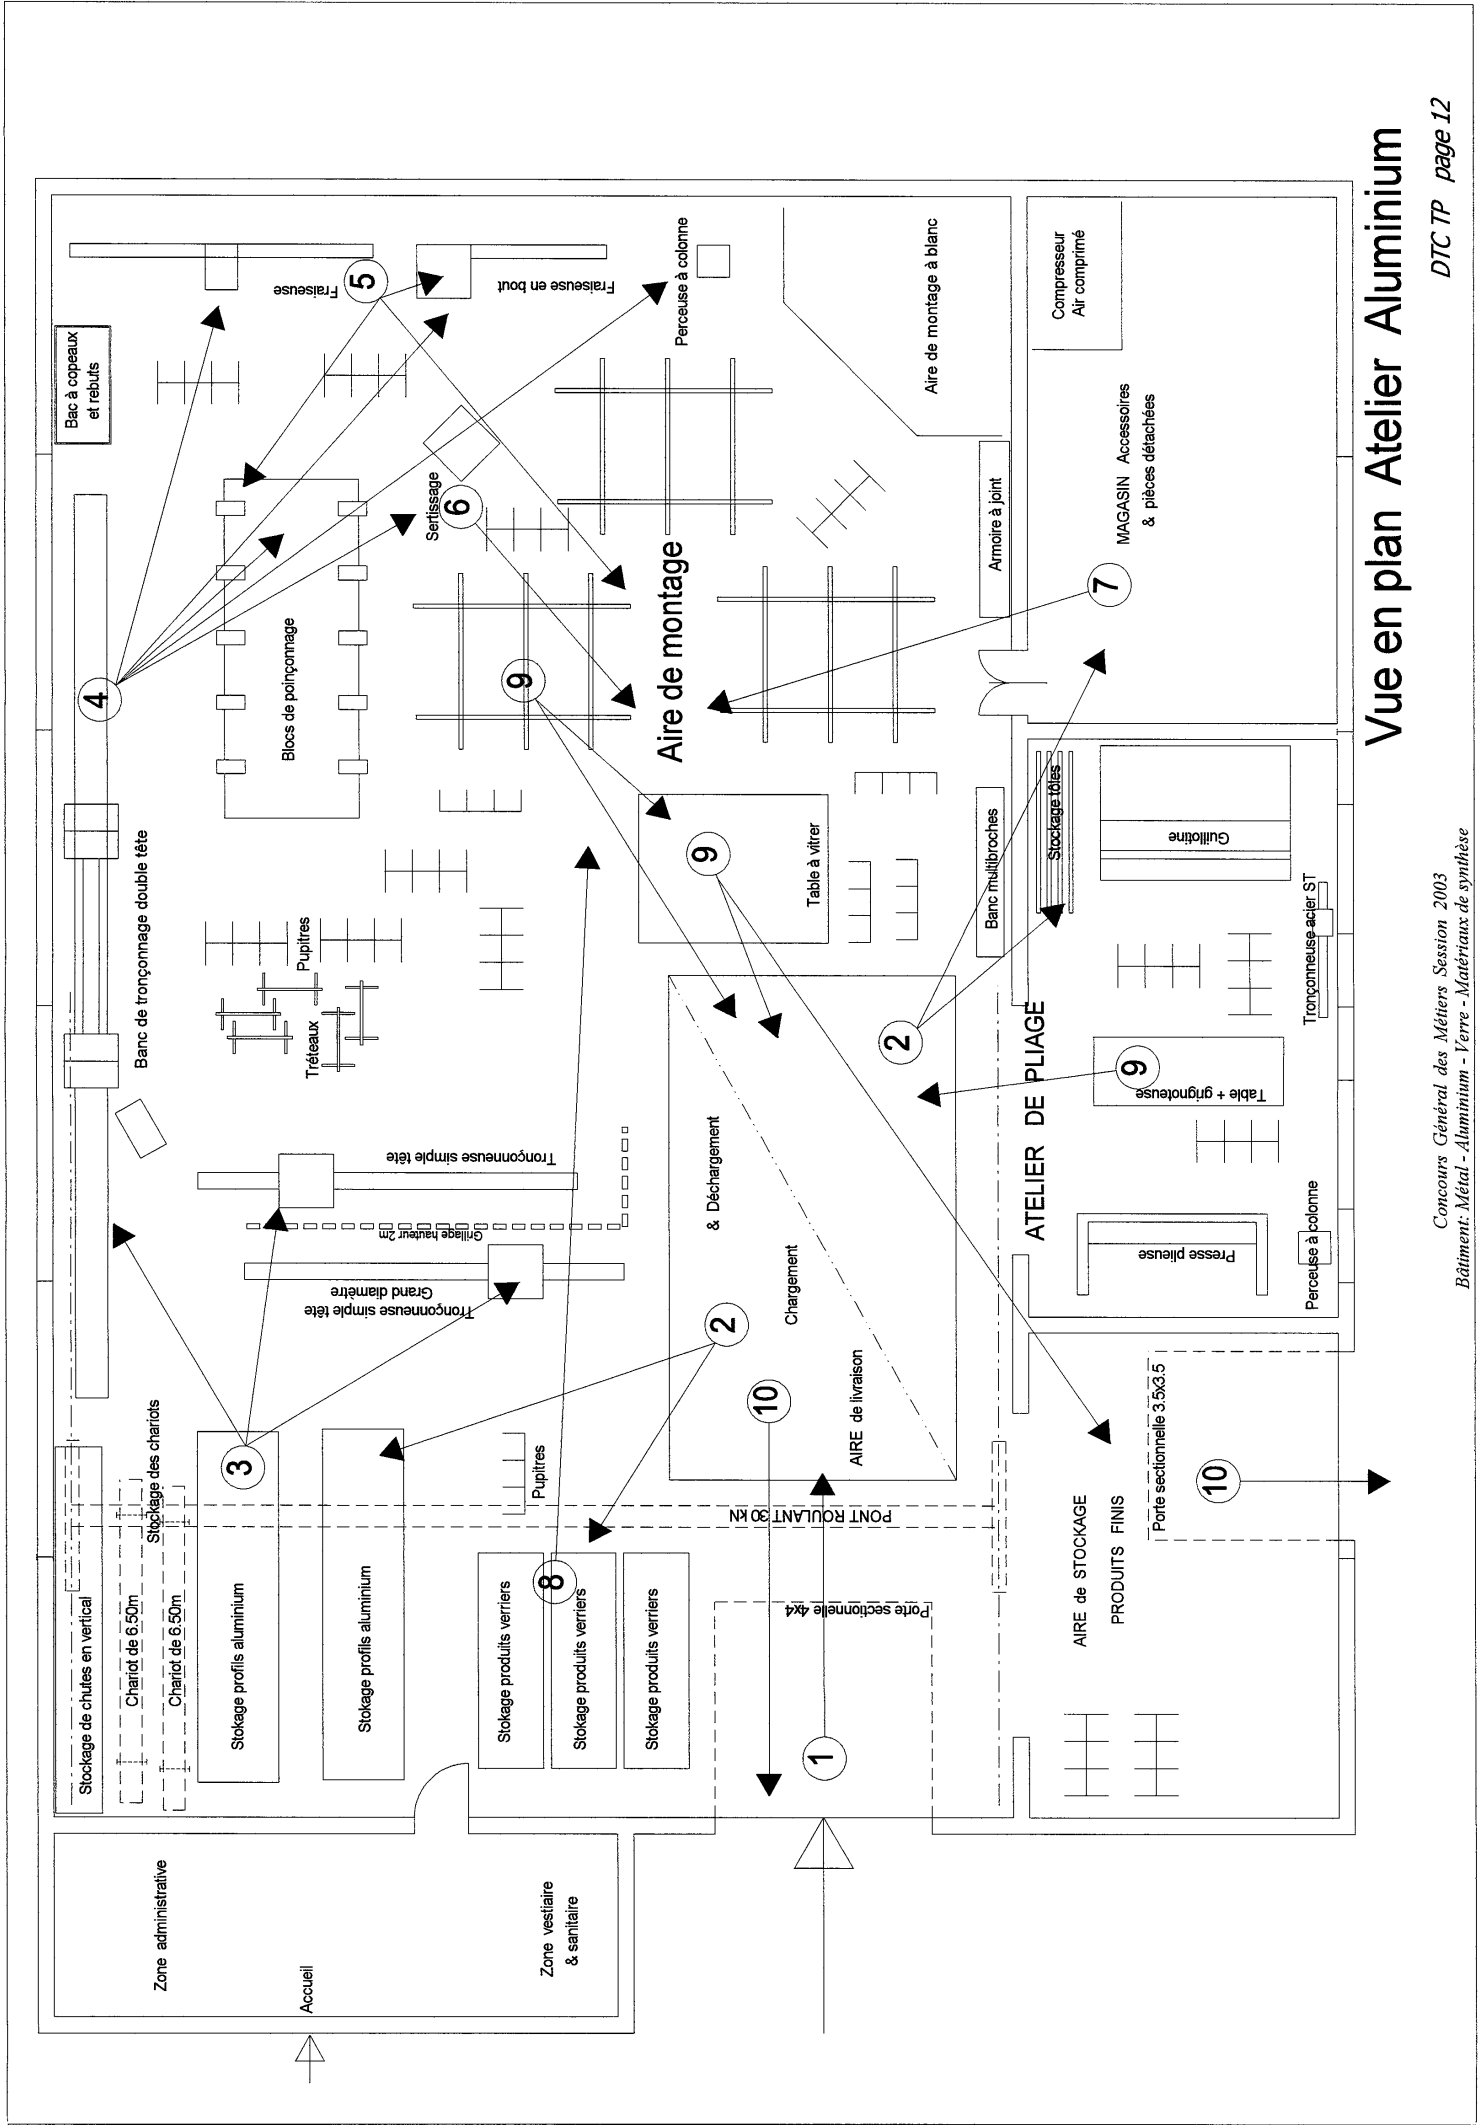 Zone administrative
Accueil
Zone vestiaire
& sanitaire
Stockage de chutes en vertical
Chariot de 6.50m
Chariot de 6.50m
Stockage des chariots
Stokage profils aluminium
3
Stokage profils aluminium
Stokage produits verriers
Stokage produits verriers
Stokage produits verriers
8
Pupitres
PONT ROULANT 30 kN
Porte sectionnelle 4x4
1
10
2
AIRE de livraison
Chargement
& Déchargement
2
Tronçonneuse simple tête
Grand diamètre
Grillage hauteur 2m
Tronçonneuse simple tête
Banc de tronçonnage double tête
Tréteaux
Pupitres
4
Blocs de poinçonnage
Bac à copeaux
et rebuts
Fraiseuse
5
Fraiseuse en bout
Sertissage
6
9
Aire de montage
Perceuse à colonne
Aire de montage à blanc
9
Table à vitrer
Banc multibroches
Armoire à joint
7
MAGASIN Accessoires
& pièces détachées
Compresseur
Air comprimé
ATELIER DE PLIAGE
Stockage tôles
Guillotine
Tronçonneuse acier ST
9
Table + grignoteuse
Presse plieuse
Perceuse à colonne
AIRE de STOCKAGE
PRODUITS FINIS
Porte sectionnelle 3.5x3.5
10
Vue en plan Atelier Aluminium
Concours Général des Métiers Session 2003
Bâtiment: Métal - Aluminium - Verre - Matériaux de synthèse
DTC TP page 12